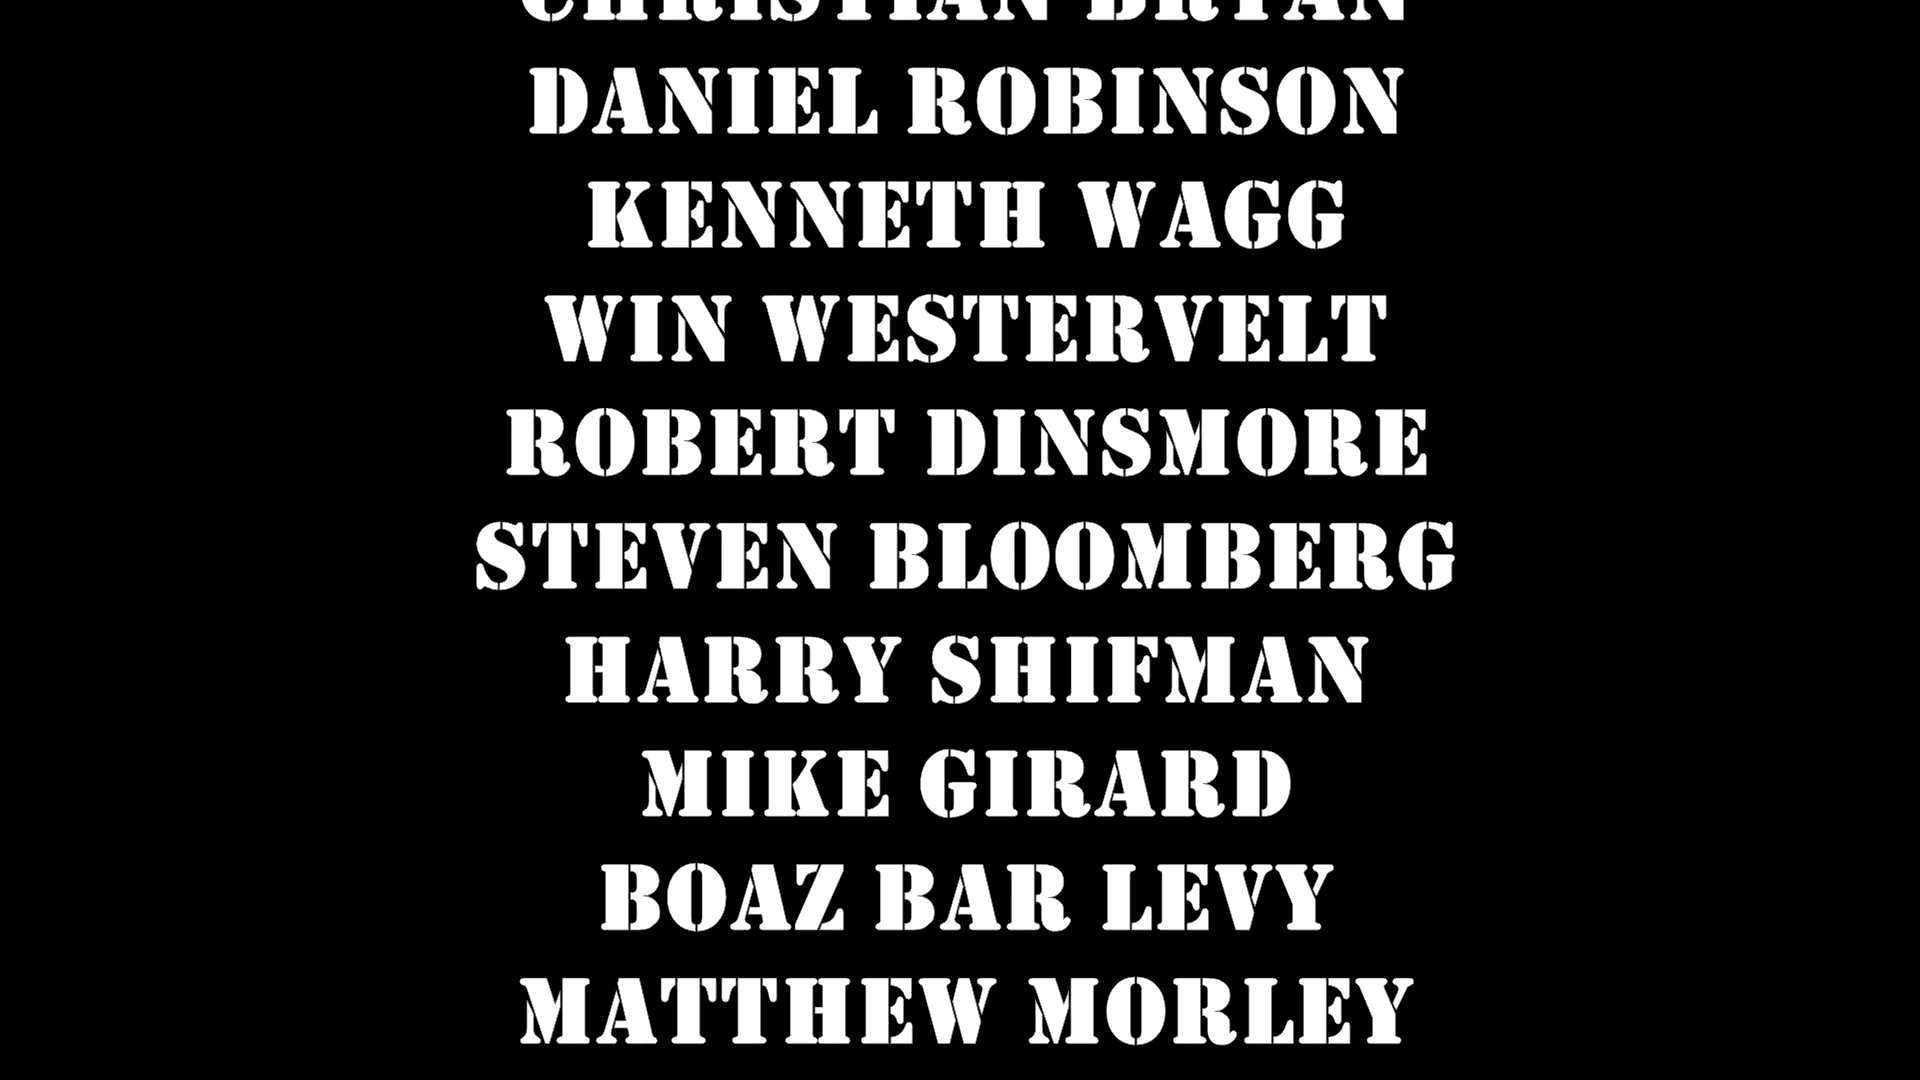 CHRISTIAN BRYAN
DANIEL ROBINSON
KENNETH WAGG
WIN WESTERVELT
ROBERT DINSMORE
STEVEN BLOOMBERG
HARRY SHIFMAN
MIKE GIRARD
BOAZ BAR LEVY
MATTHEW MORLEY